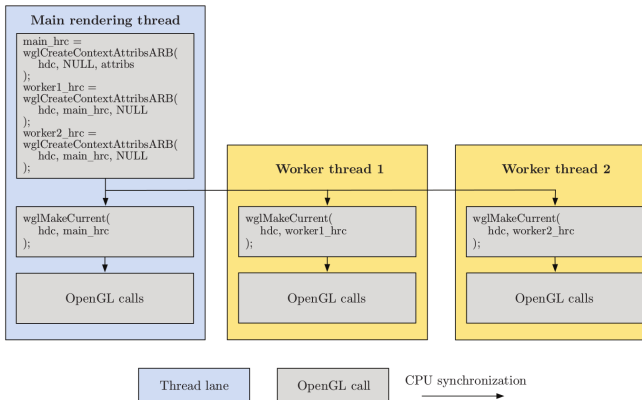 Main rendering thread
main_hrc =
wglCreateContextAttribsARB(
hdc, NULL, attribs
);
worker1_hrc =
wglCreateContextAttribsARB(
hdc, main_hrc, NULL
);
worker2_hrc =
wglCreateContextAttribsARB(
hdc, main_hrc, NULL
);
Worker thread 1
Worker thread 2
wglMakeCurrent(
hdc, main_hrc
);
wglMakeCurrent(
hdc, worker1_hrc
);
wglMakeCurrent(
hdc, worker2_hrc
);
OpenGL calls
OpenGL calls
OpenGL calls
Thread lane
OpenGL call
CPU synchronization